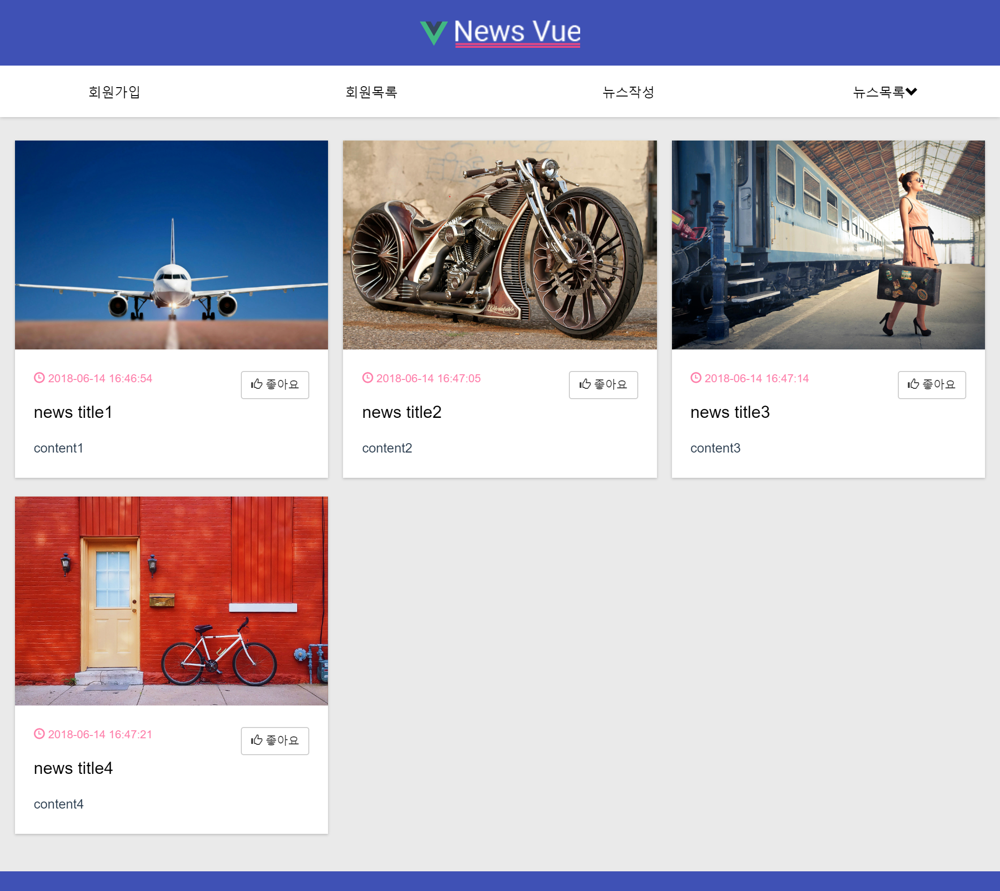 News Vue
회원가입 회원목록 뉴스작성 뉴스목록
Unbreakable
2018-06-14 16:46:54 좋아요
news title1
content1
2018-06-14 16:47:05 좋아요
news title2
content2
2018-06-14 16:47:14 좋아요
news title3
content3
2018-06-14 16:47:21 좋아요
news title4
content4